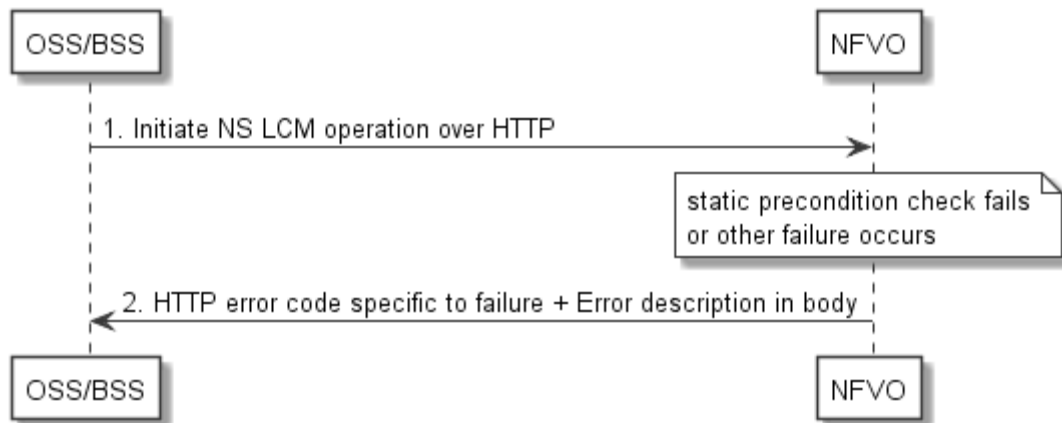 OSS/BSS
NFVO
1. Initiate NS LCM operation over HTTP
static precondition check fails
or other failure occurs
2. HTTP error code specific to failure + Error description in body
OSS/BSS
NFVO